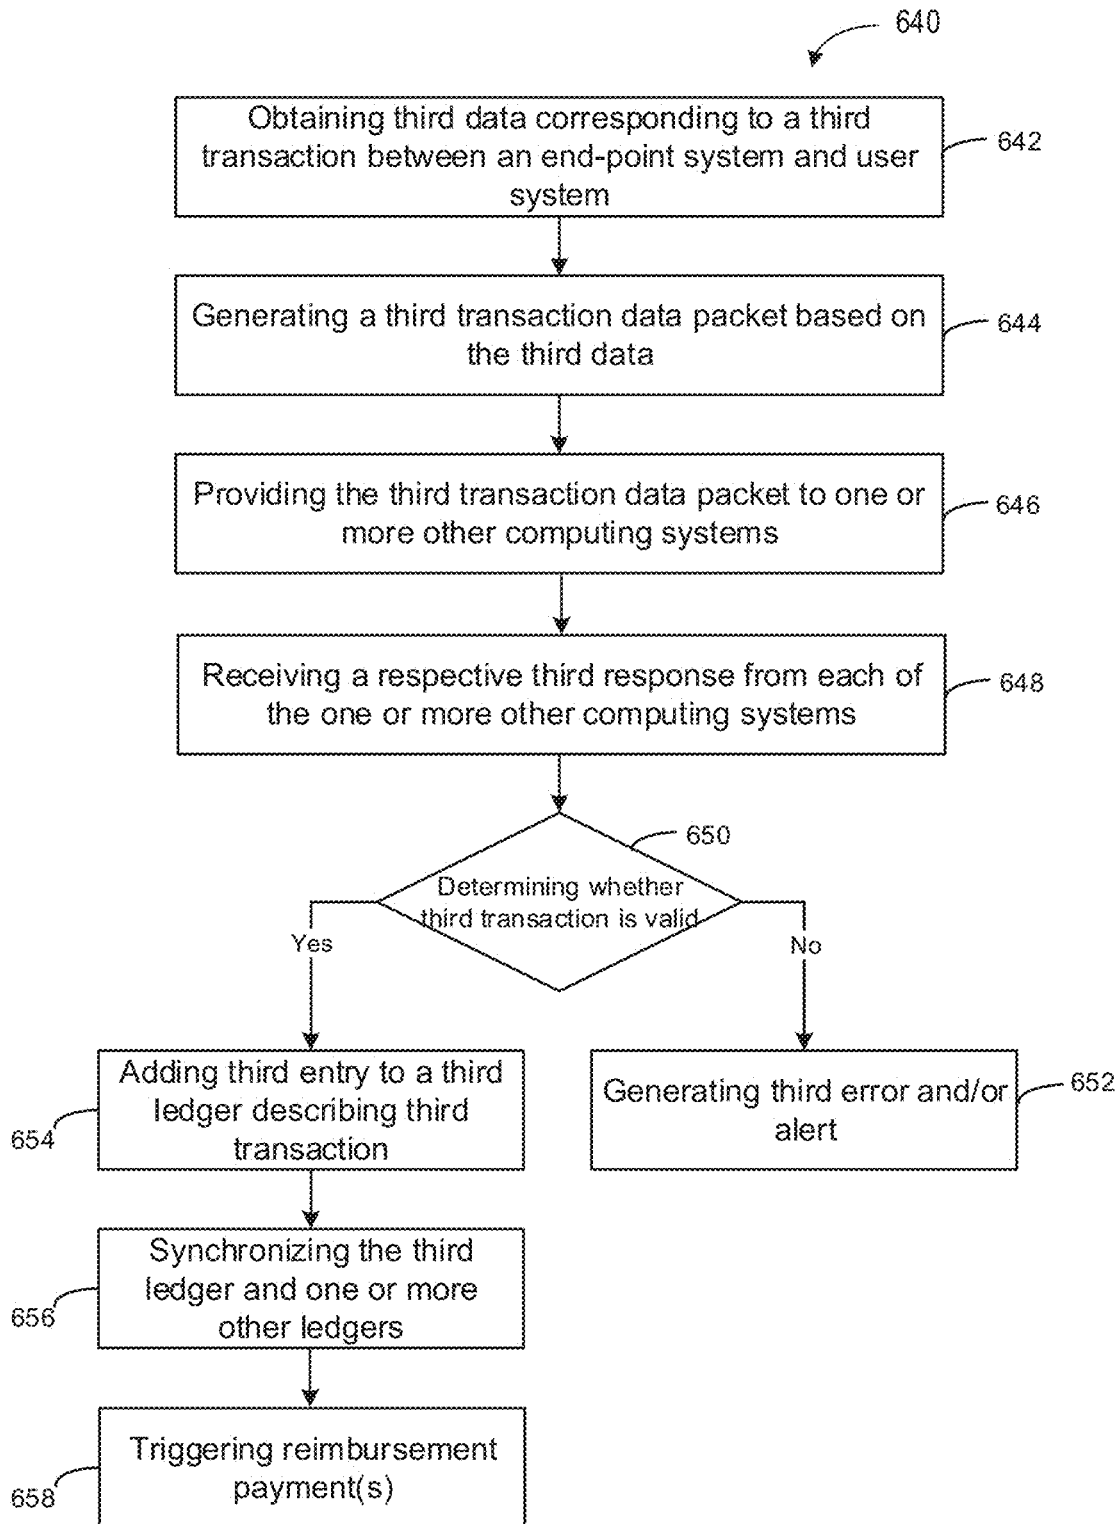 640
Obtaining third data corresponding to a third
transaction between an end-point system and user
system
642
Generating a third transaction data packet based on
the third data
644
Providing the third transaction data packet to one or
more other computing systems
646
Receiving a respective third response from each of
the one or more other computing systems
648
650
Determining whether
third transaction is valid
Yes
No
Adding third entry to a third
ledger describing third
transaction
654
Generating third error and/or
alert
652
Synchronizing the third
ledger and one or more
other ledgers
656
Triggering reimbursement
payment(s)
658